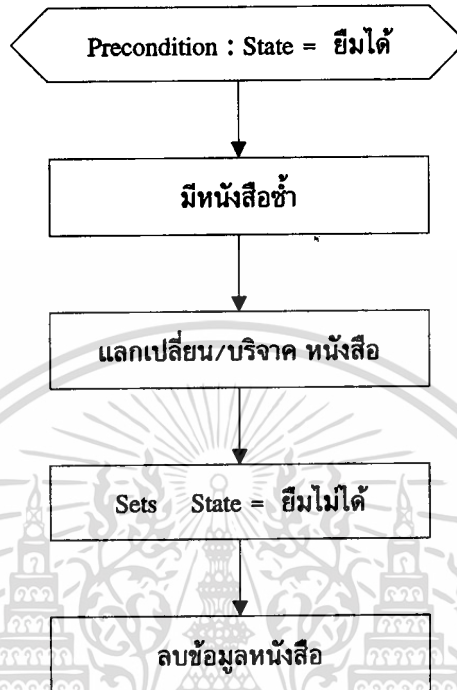 Precondition : State = ยืมได้
มีหนังสือซ้ำ
แลกเปลี่ยน/บริจาค หนังสือ
Sets State = ยืมไม่ได้
ลบข้อมูลหนังสือ